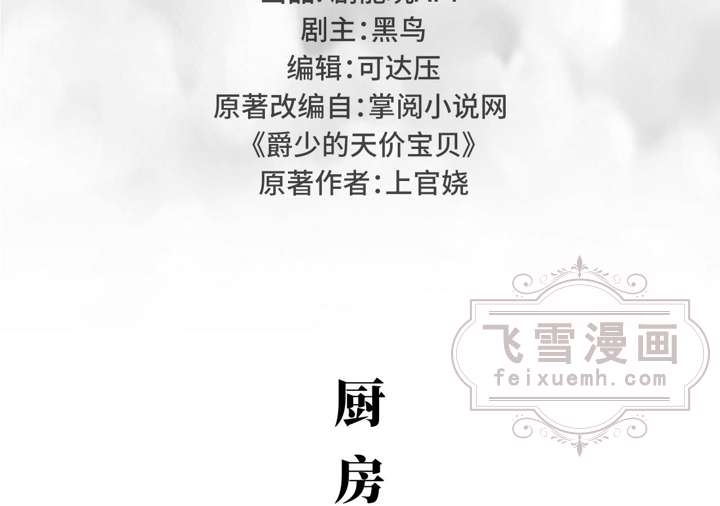 剧主：黑鸟
编辑：可达压
原著改编自：掌阅小说网
《爵少的天价宝贝》
原著作者：上官娆
飞雪漫画
feixuemh.com
厨
房